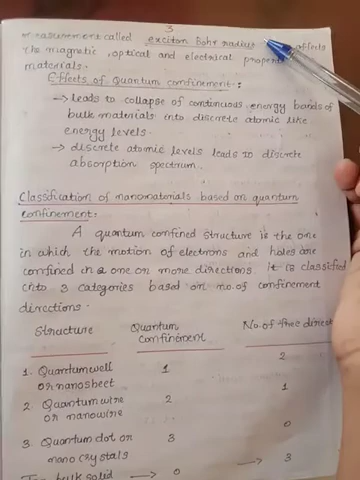 3
measurement called exciton Bohr radius affects
the magnetic, optical and electrical propert
materials.
Effects of Quantum confinement:
→ leads to collapse of continuous energy bands of
bulk materials into discrete atomic like
energy levels.
→ discrete atomic levels leads to discrete
absorption spectrum.
Classification of nanomaterials based on quantum
confinement:
A quantum confined structure is the one
in which the motion of electrons and holes are
confined in one or more directions. It is classified
into 3 categories based on no. of confinement
directions.
Structure Quantum confinement No. of free direct
1. Quantum well or nanosheet 1 2
2. Quantum wire or nanowire 2 1
3. Quantum dot or nano crystals 3 0
For bulk solid → 0 → 3